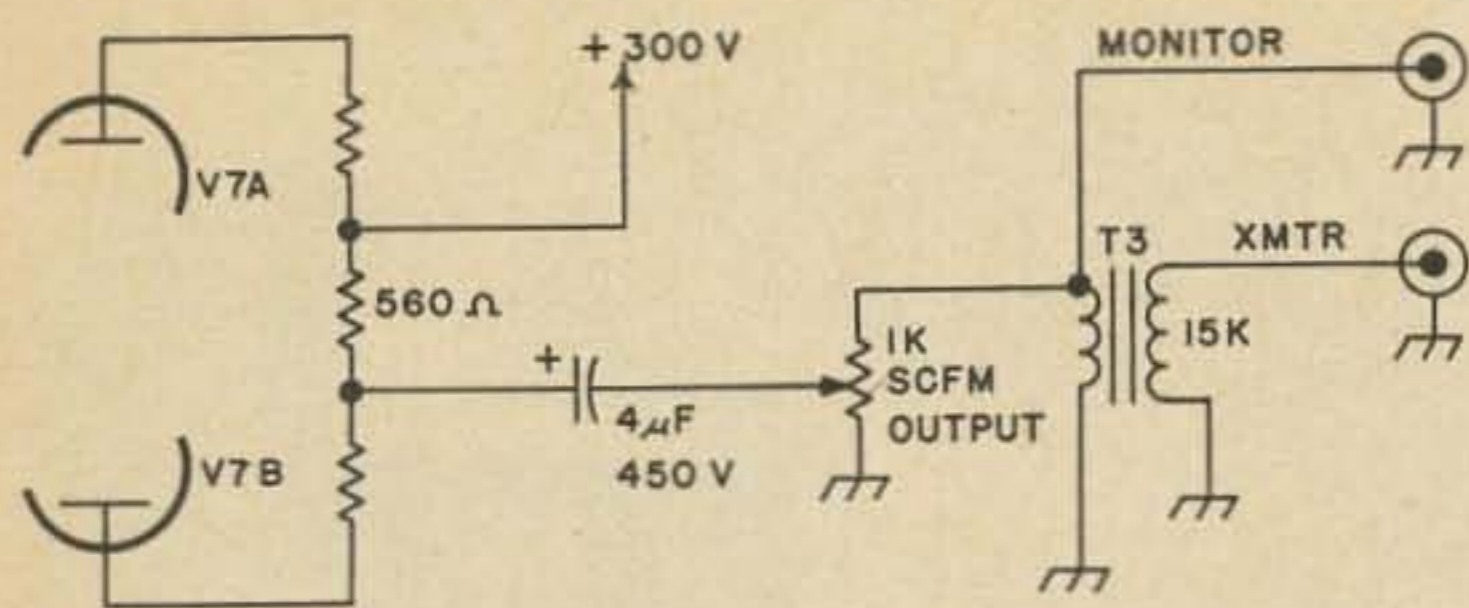 + 300 V
MONITOR
V7A
T3
XMTR
560 Ω
1K
SCFM
OUTPUT
15K
+
4µF
450 V
V7B